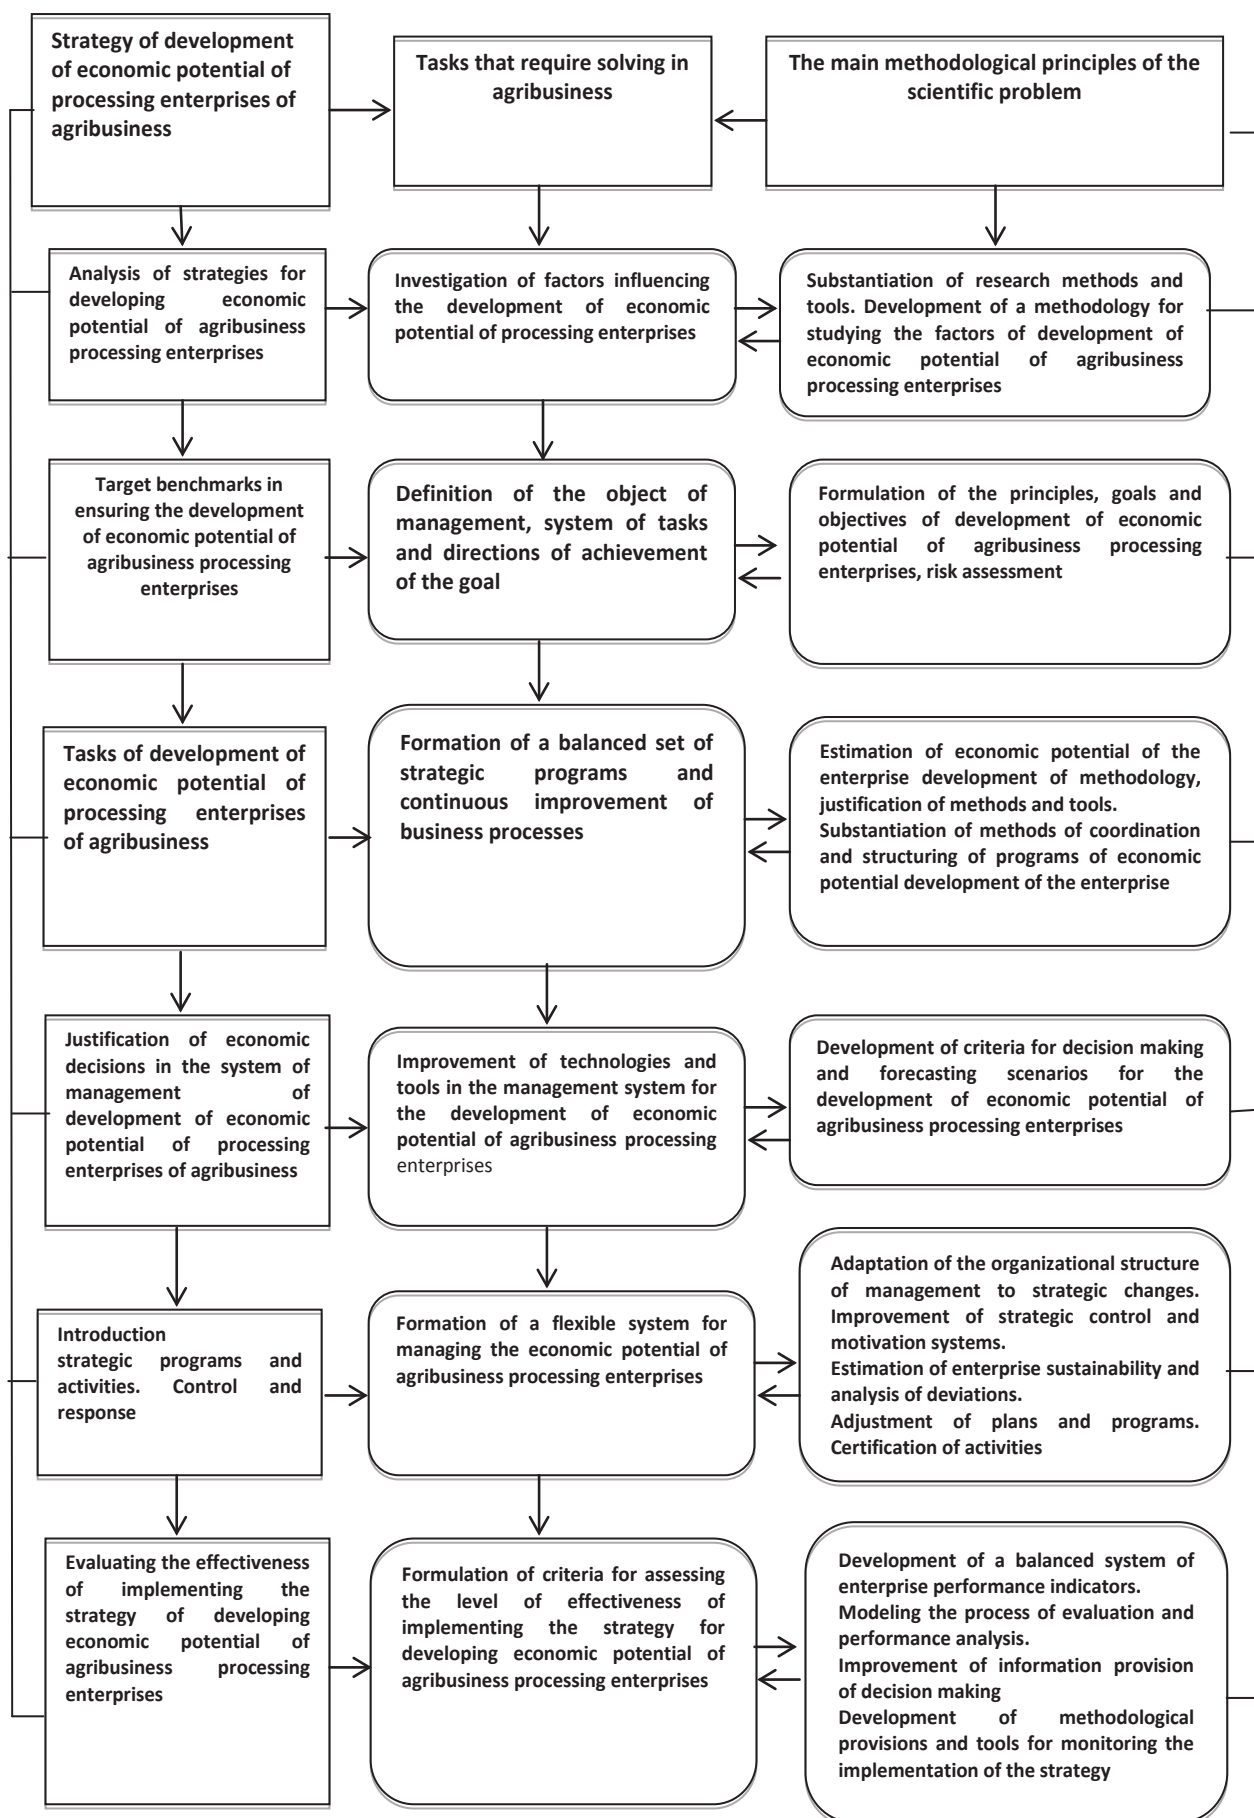 Strategy of development
of economic potential of
processing enterprises of
agribusiness
Tasks that require solving in
agribusiness
The main methodological principles of the
scientific problem
Analysis of strategies for
developing economic
potential of agribusiness
processing enterprises
Investigation of factors influencing
the development of economic
potential of processing enterprises
Substantiation of research methods and
tools. Development of a methodology for
studying the factors of development of
economic potential of agribusiness
processing enterprises
Target benchmarks in
ensuring the development
of economic potential of
agribusiness processing
enterprises
Definition of the object of
management, system of tasks
and directions of achievement
of the goal
Formulation of the principles, goals and
objectives of development of economic
potential of agribusiness processing
enterprises, risk assessment
Tasks of development of
economic potential of
processing enterprises
of agribusiness
Formation of a balanced set of
strategic programs and
continuous improvement of
business processes
Estimation of economic potential of the
enterprise development of methodology,
justification of methods and tools.
Substantiation of methods of coordination
and structuring of programs of economic
potential development of the enterprise
Justification of economic
decisions in the system of
management of
development of economic
potential of processing
enterprises of agribusiness
Improvement of technologies and
tools in the management system for
the development of economic
potential of agribusiness processing
enterprises
Development of criteria for decision making
and forecasting scenarios for the
development of economic potential of
agribusiness processing enterprises
Introduction
strategic programs and
activities. Control and
response
Formation of a flexible system for
managing the economic potential of
agribusiness processing enterprises
Adaptation of the organizational structure
of management to strategic changes.
Improvement of strategic control and
motivation systems.
Estimation of enterprise sustainability and
analysis of deviations.
Adjustment of plans and programs.
Certification of activities
Evaluating the effectiveness
of implementing the
strategy of developing
economic potential of
agribusiness processing
enterprises
Formulation of criteria for assessing
the level of effectiveness of
implementing the strategy for
developing economic potential of
agribusiness processing enterprises
Development of a balanced system of
enterprise performance indicators.
Modeling the process of evaluation and
performance analysis.
Improvement of information provision
of decision making
Development of methodological
provisions and tools for monitoring the
implementation of the strategy